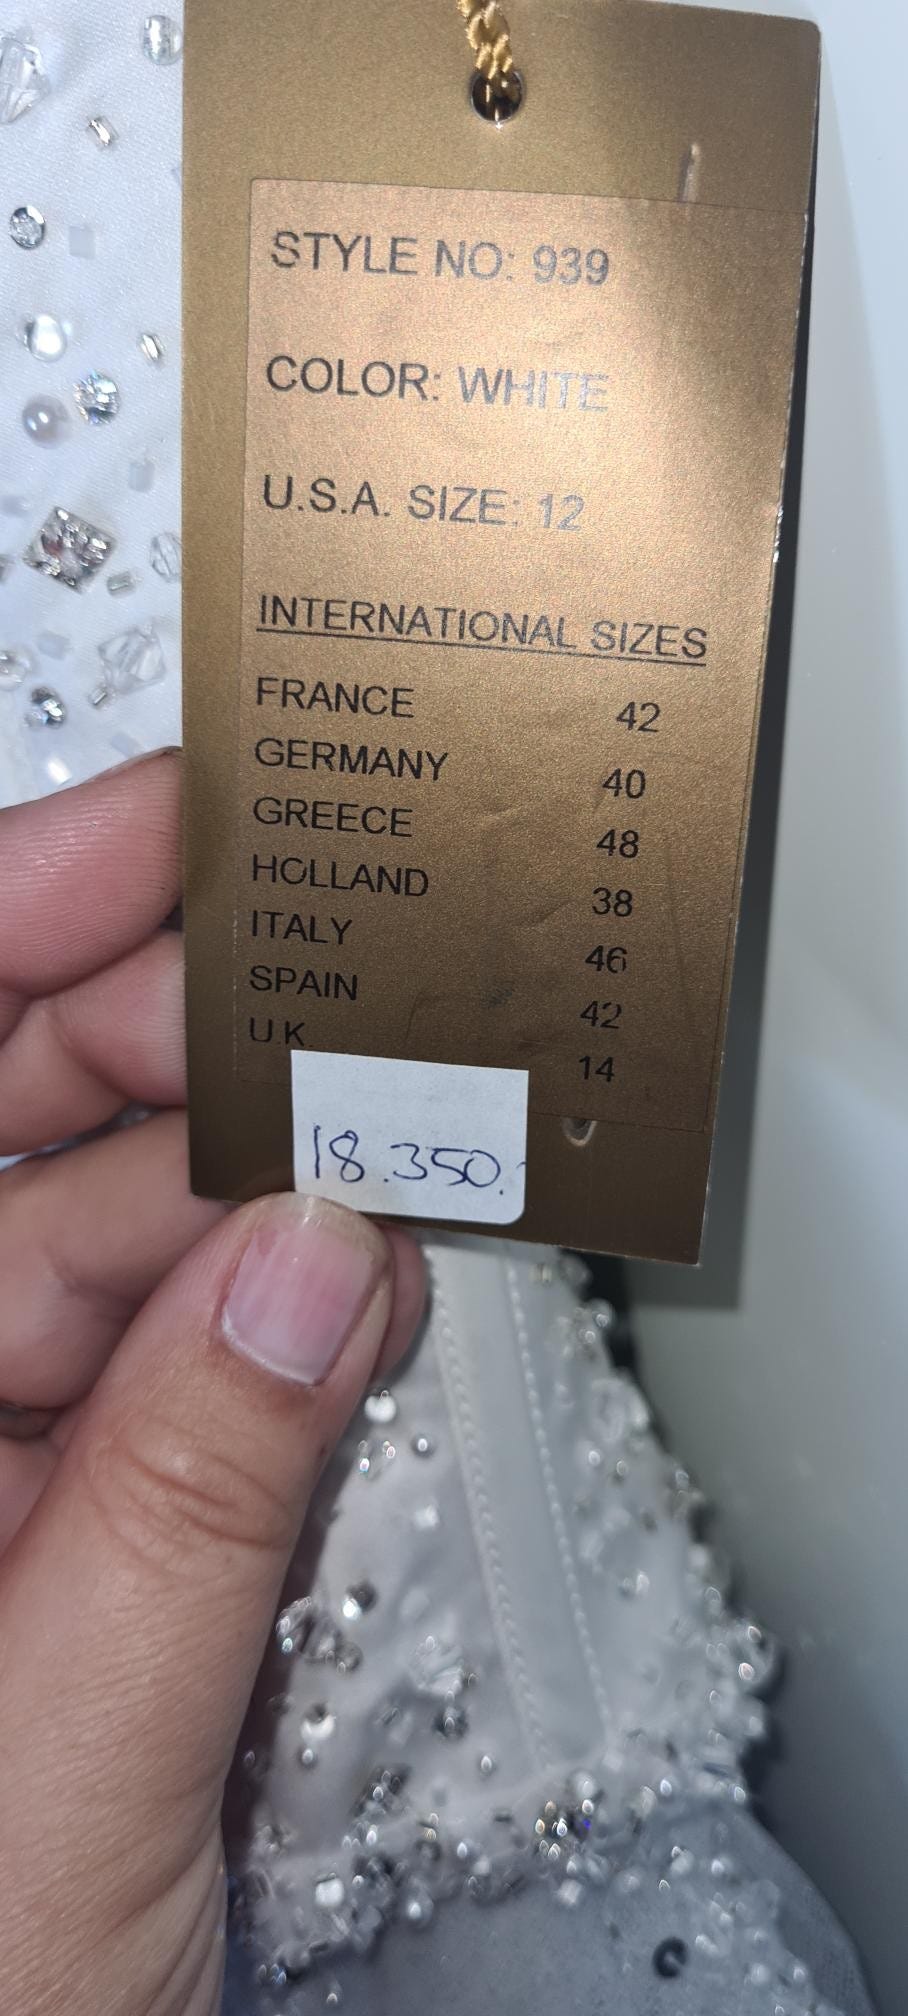 STYLE NO: 939
COLOR: WHITE
U.S.A. SIZE: 12
INTERNATIONAL SIZES
FRANCE 42
GERMANY 40
GREECE 48
HOLLAND 38
ITALY 46
SPAIN 42
U.K. 14
18.350.